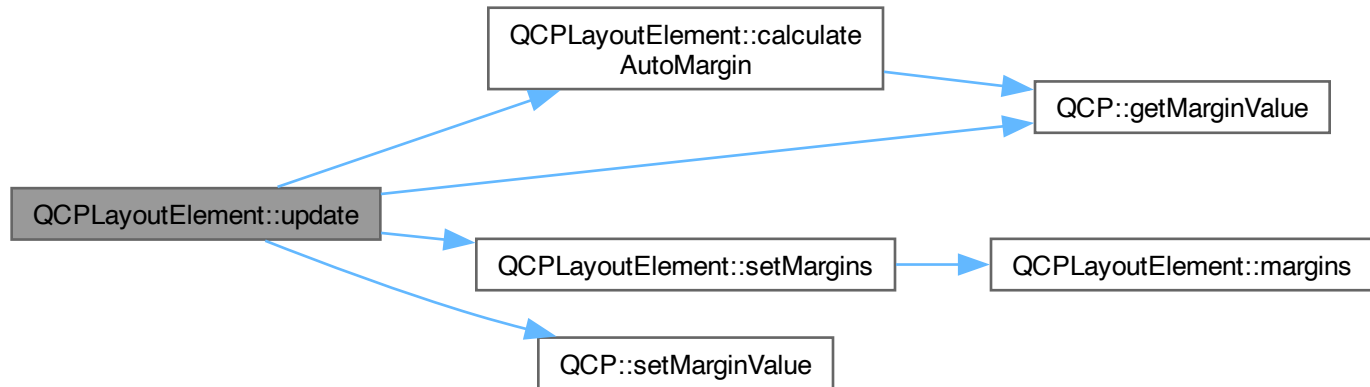 QCPLayoutElement::calculate
AutoMargin
QCP::getMarginValue
QCPLayoutElement::update
QCPLayoutElement::setMargins
QCPLayoutElement::margins
QCP::setMarginValue